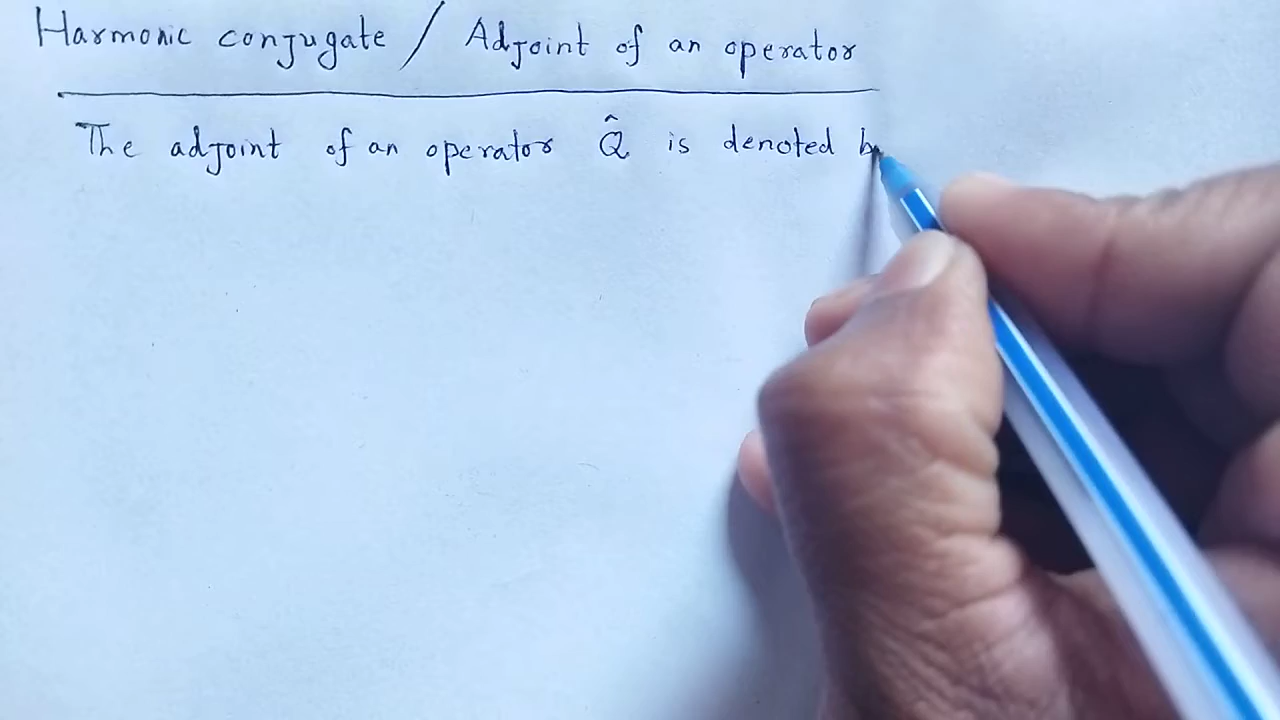 Harmonic conjugate / Adjoint of an operator
The adjoint of an operator Q̂ is denoted b